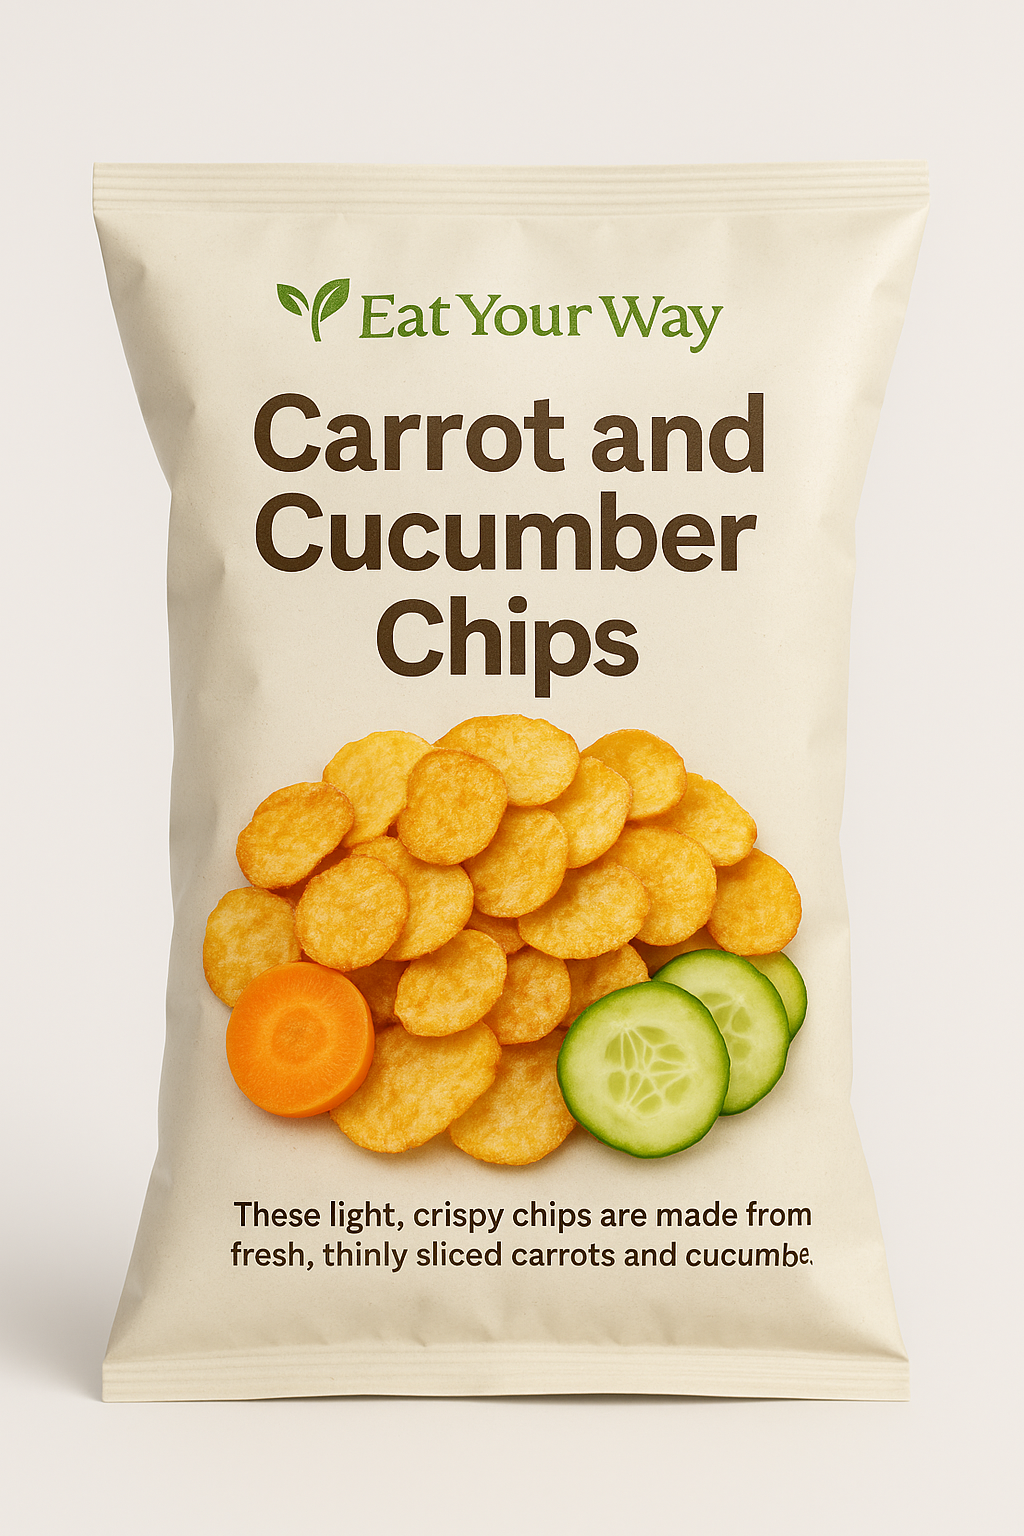 Eat Your Way
Carrot and
Cucumber
Chips
These light, crispy chips are made from
fresh, thinly sliced carrots and cucumbe.